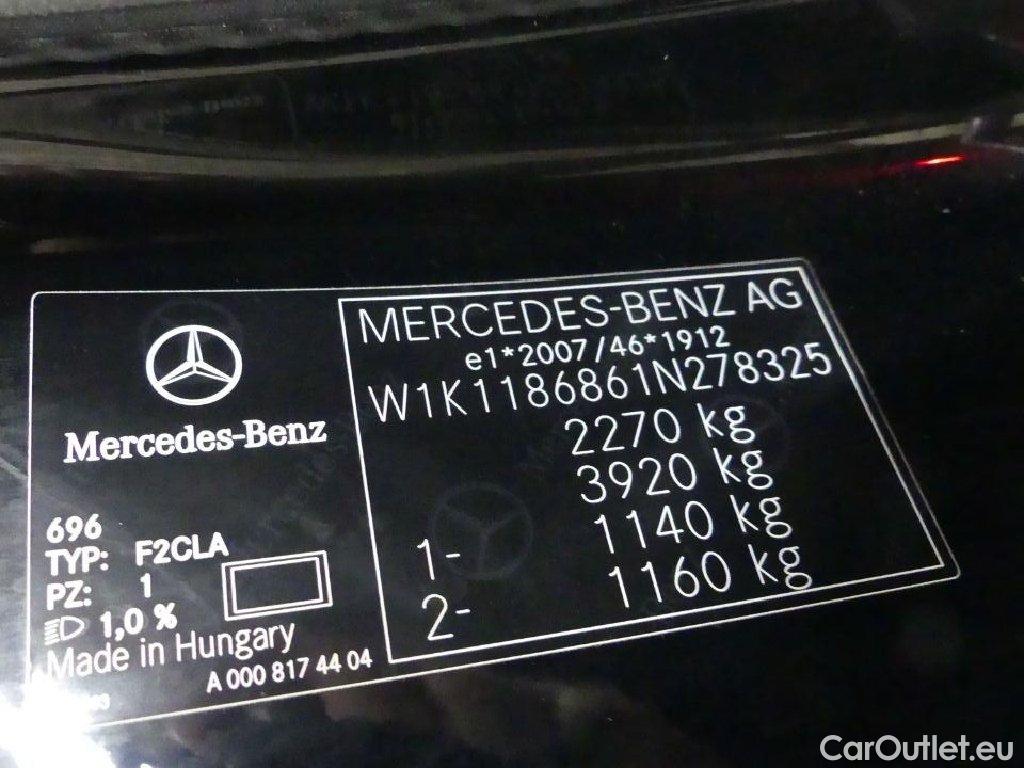 Mercedes-Benz
696
TYP: F2CLA
PZ: 1
1,0 %
Made in Hungary
A 000 817 44 04
MERCEDES-BENZ AG
e1*2007/46*1912
W1K1186861N278325
2270 kg
3920 kg
1- 1140 kg
2- 1160 kg
CarOutlet.eu